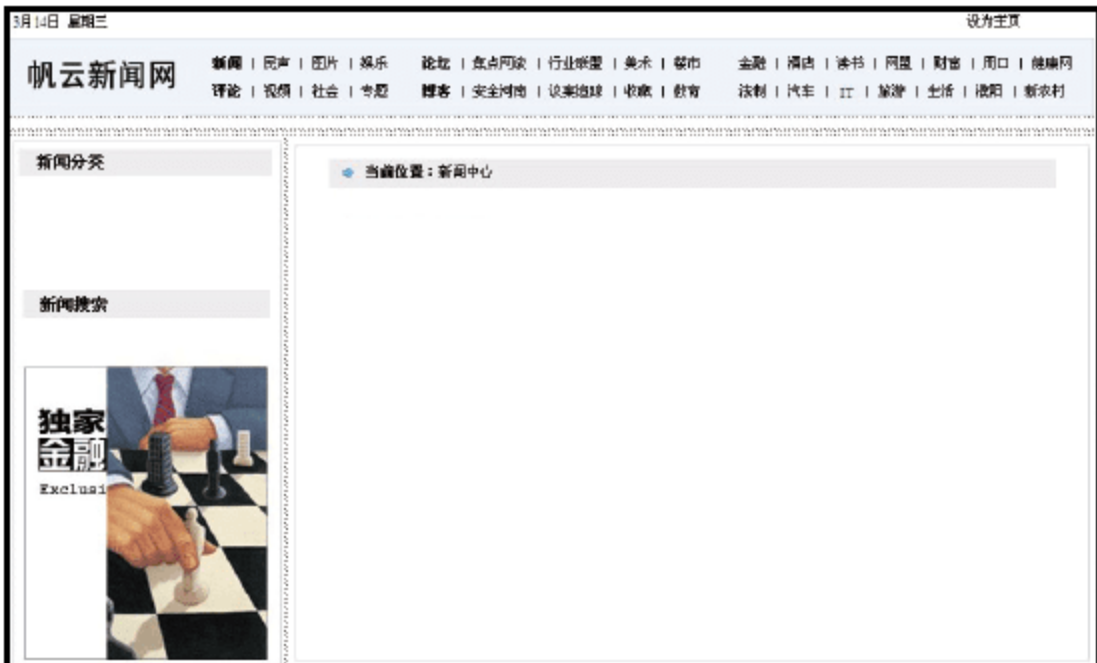 3月14日 星期三 设为主页
帆云新闻网
新闻 | 民声 | 图片 | 娱乐 论坛 | 焦点网谈 | 行业联盟 | 美术 | 餐市 金融 | 酒店 | 读书 | 网盟 | 财富 | 周口 | 健康网
评论 | 视频 | 社会 | 专题 博客 | 安全河南 | 议案追踪 | 收藏 | 教育 法制 | 汽车 | IT | 旅游 | 生活 | 濮阳 | 新农村
新闻分类
当前位置：新闻中心
新闻搜索
独家
金融
Exclusi